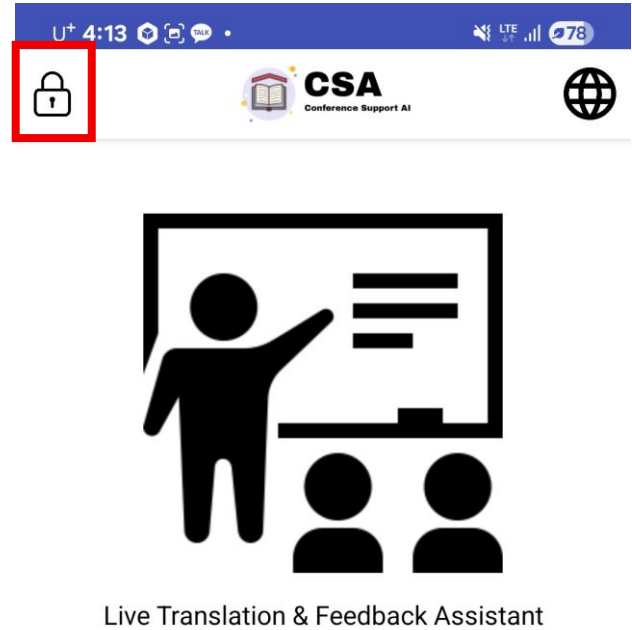 U+ 4:13 TALK LTE 78
CSA
Conference Support AI
Live Translation & Feedback Assistant